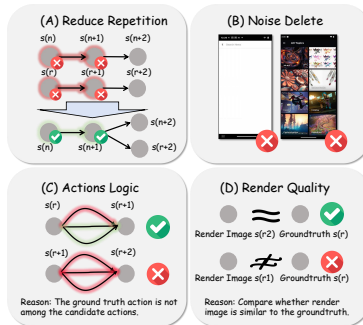 (A) Reduce Repetition
s(n) s(n+1) s(n+2)
s(r) s(r+1) s(r+2)
s(n+2)
s(n) s(n+1)
s(r+2)
(B) Noise Delete
(C) Actions Logic
s(r) s(r+1)
s(r+1) s(r+2)
Reason: The ground truth action is not
among the candidate actions.
(D) Render Quality
Render Image s(r2) Groundtruth s(r)
Render Image s(r1) Groundtruth s(r)
Reason: Compare whether render
image is similar to the groundtruth.